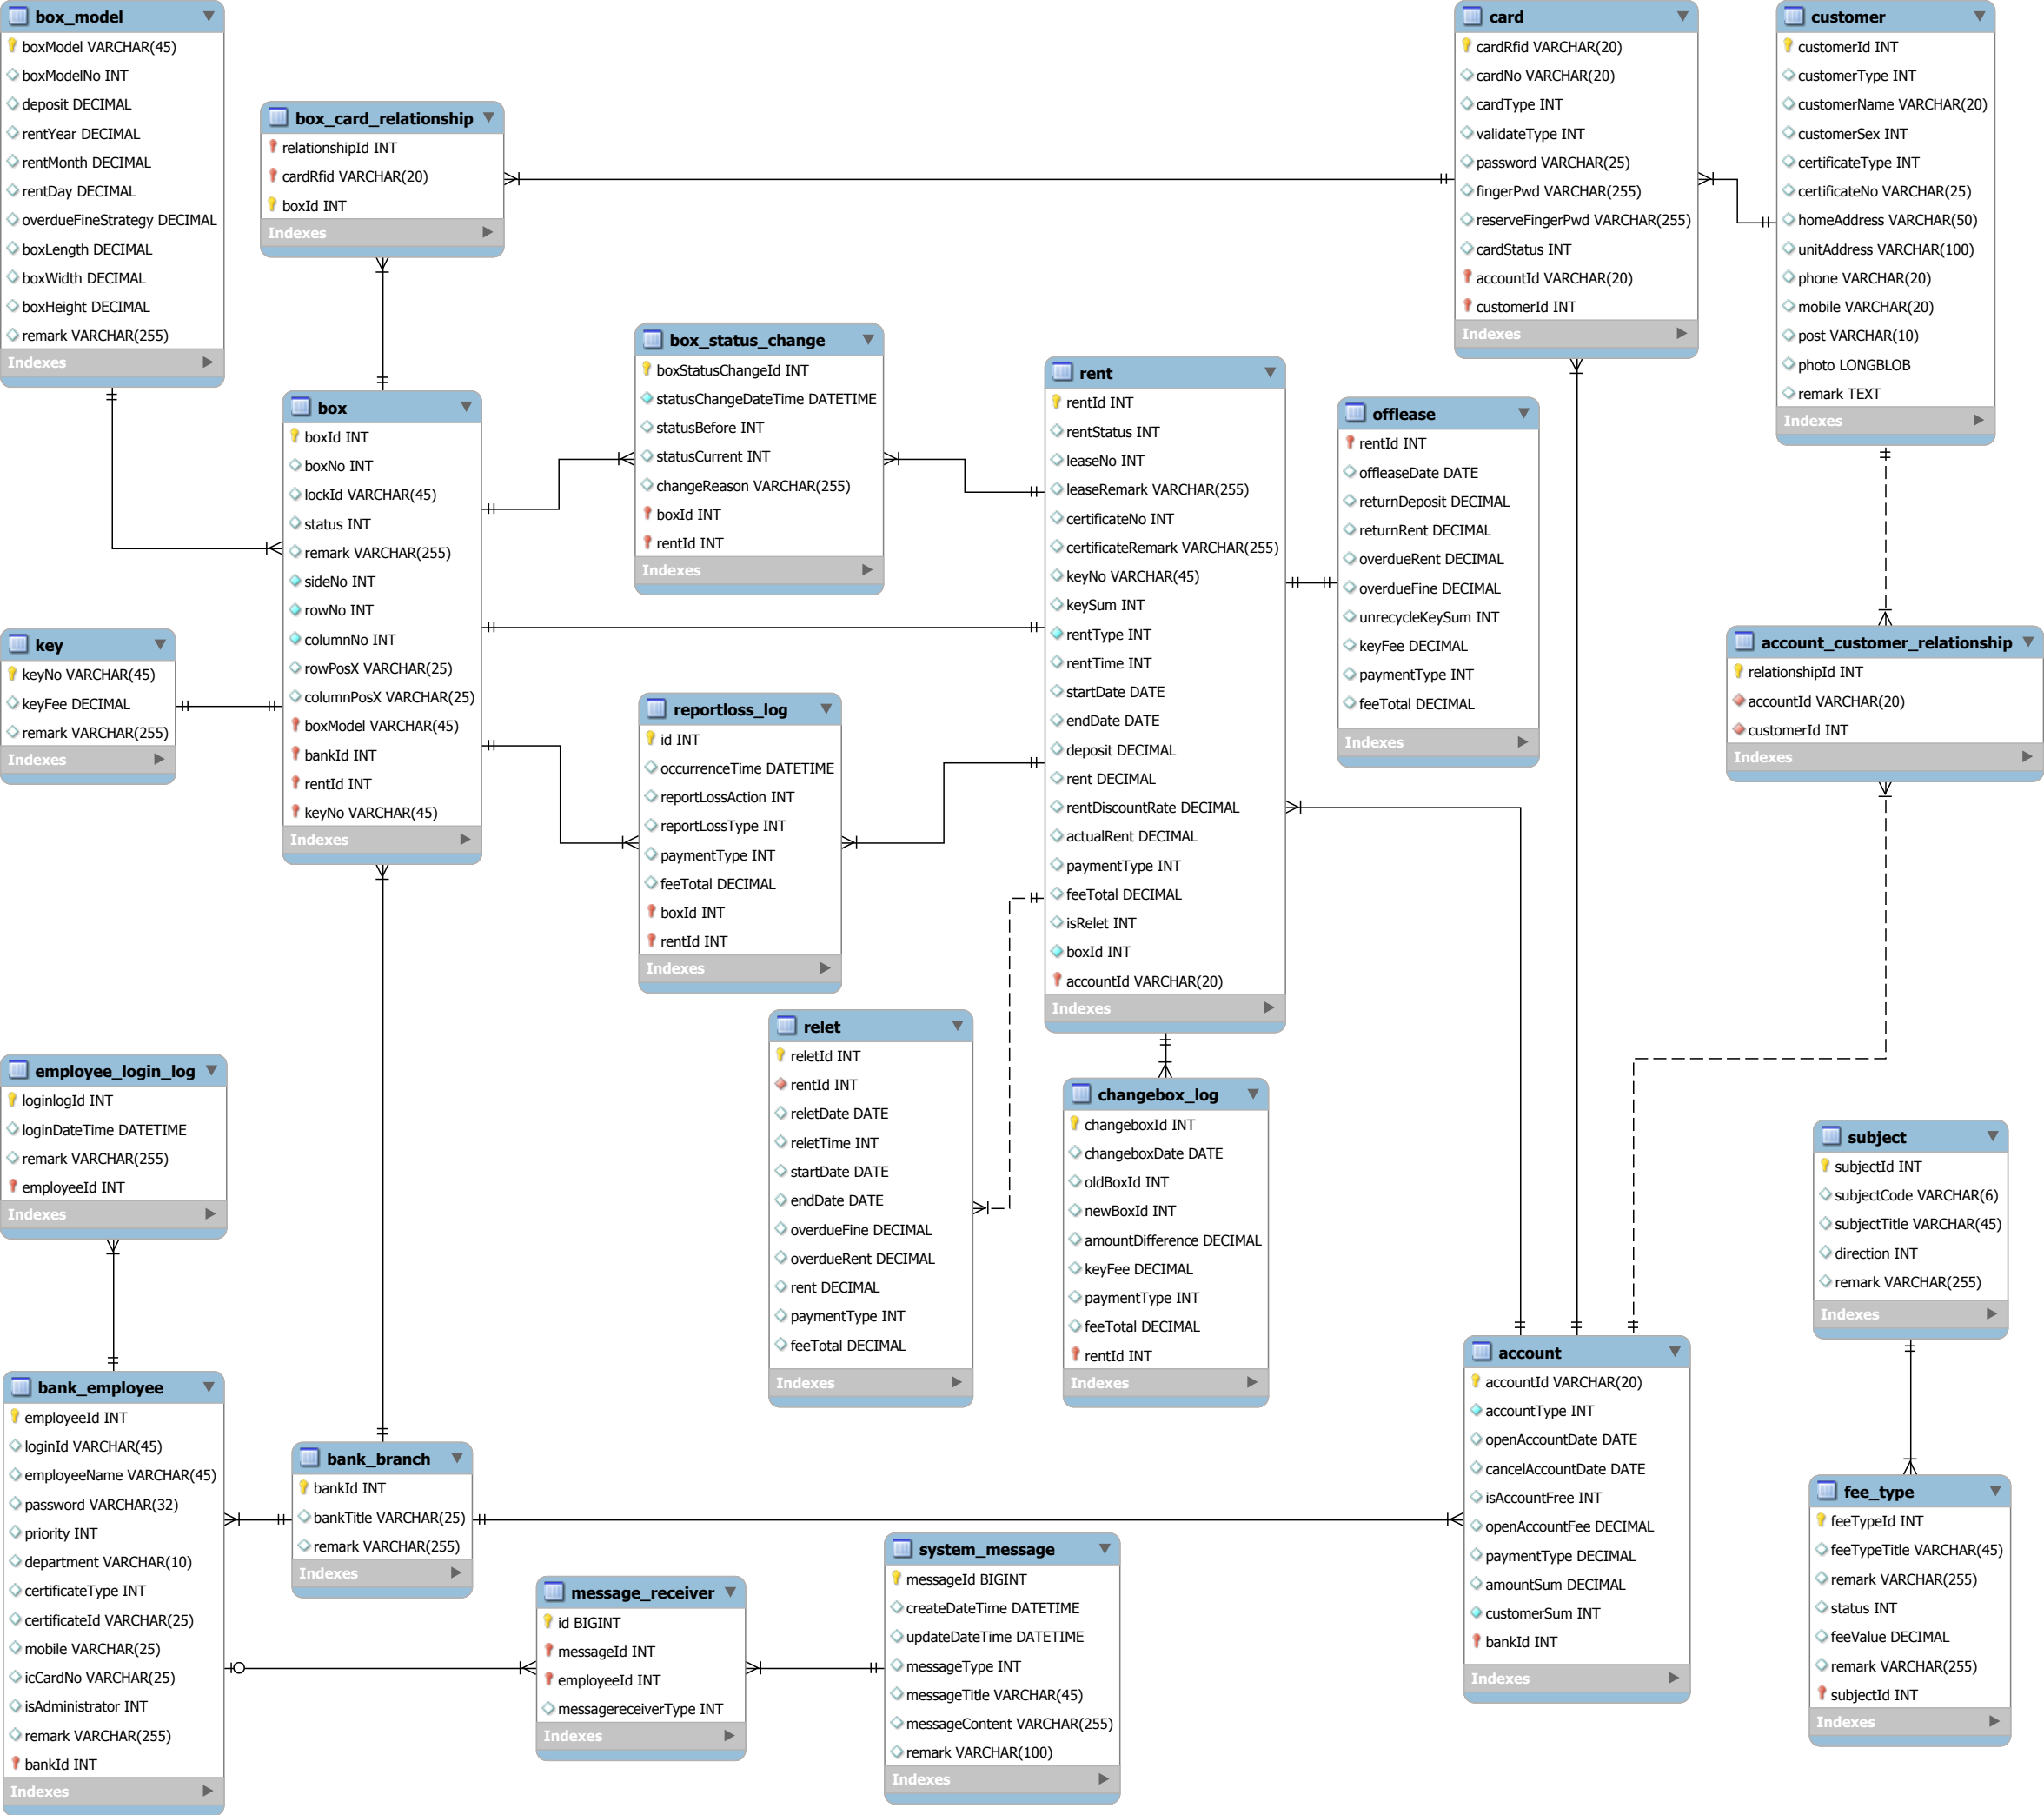 box_model
boxModel VARCHAR(45)
boxModelNo INT
deposit DECIMAL
rentYear DECIMAL
rentMonth DECIMAL
rentDay DECIMAL
overdueFineStrategy DECIMAL
boxLength DECIMAL
boxWidth DECIMAL
boxHeight DECIMAL
remark VARCHAR(255)
Indexes
box_card_relationship
relationshipId INT
cardRfid VARCHAR(20)
boxId INT
Indexes
card
cardRfid VARCHAR(20)
cardNo VARCHAR(20)
cardType INT
validateType INT
password VARCHAR(25)
fingerPwd VARCHAR(255)
reserveFingerPwd VARCHAR(255)
cardStatus INT
accountId VARCHAR(20)
customerId INT
Indexes
customer
customerId INT
customerType INT
customerName VARCHAR(20)
customerSex INT
certificateType INT
certificateNo VARCHAR(25)
homeAddress VARCHAR(50)
unitAddress VARCHAR(100)
phone VARCHAR(20)
mobile VARCHAR(20)
post VARCHAR(10)
photo LONGBLOB
remark TEXT
Indexes
box
boxId INT
boxNo INT
lockId VARCHAR(45)
status INT
remark VARCHAR(255)
sideNo INT
rowNo INT
columnNo INT
rowPosX VARCHAR(25)
columnPosX VARCHAR(25)
boxModel VARCHAR(45)
bankId INT
rentId INT
keyNo VARCHAR(45)
Indexes
box_status_change
boxStatusChangeId INT
statusChangeDateTime DATETIME
statusBefore INT
statusCurrent INT
changeReason VARCHAR(255)
boxId INT
rentId INT
Indexes
rent
rentId INT
rentStatus INT
leaseNo INT
leaseRemark VARCHAR(255)
certificateNo INT
certificateRemark VARCHAR(255)
keyNo VARCHAR(45)
keySum INT
rentType INT
rentTime INT
startDate DATE
endDate DATE
deposit DECIMAL
rent DECIMAL
rentDiscountRate DECIMAL
actualRent DECIMAL
paymentType INT
feeTotal DECIMAL
isRelet INT
boxId INT
accountId VARCHAR(20)
Indexes
offlease
rentId INT
offleaseDate DATE
returnDeposit DECIMAL
returnRent DECIMAL
overdueRent DECIMAL
overdueFine DECIMAL
unrecycleKeySum INT
keyFee DECIMAL
paymentType INT
feeTotal DECIMAL
Indexes
key
keyNo VARCHAR(45)
keyFee DECIMAL
remark VARCHAR(255)
Indexes
account_customer_relationship
relationshipId INT
accountId VARCHAR(20)
customerId INT
Indexes
reportloss_log
id INT
occurrenceTime DATETIME
reportLossAction INT
reportLossType INT
paymentType INT
feeTotal DECIMAL
boxId INT
rentId INT
Indexes
relet
reletId INT
rentId INT
reletDate DATE
reletTime INT
startDate DATE
endDate DATE
overdueFine DECIMAL
overdueRent DECIMAL
rent DECIMAL
paymentType INT
feeTotal DECIMAL
Indexes
changebox_log
changeboxId INT
changeboxDate DATE
oldBoxId INT
newBoxId INT
amountDifference DECIMAL
keyFee DECIMAL
paymentType INT
feeTotal DECIMAL
rentId INT
Indexes
employee_login_log
loginlogId INT
loginDateTime DATETIME
remark VARCHAR(255)
employeeId INT
Indexes
subject
subjectId INT
subjectCode VARCHAR(6)
subjectTitle VARCHAR(45)
direction INT
remark VARCHAR(255)
Indexes
bank_employee
employeeId INT
loginId VARCHAR(45)
employeeName VARCHAR(45)
password VARCHAR(32)
priority INT
department VARCHAR(10)
certificateType INT
certificateId VARCHAR(25)
mobile VARCHAR(25)
icCardNo VARCHAR(25)
isAdministrator INT
remark VARCHAR(255)
bankId INT
Indexes
bank_branch
bankId INT
bankTitle VARCHAR(25)
remark VARCHAR(255)
Indexes
account
accountId VARCHAR(20)
accountType INT
openAccountDate DATE
cancelAccountDate DATE
isAccountFree INT
openAccountFee DECIMAL
paymentType DECIMAL
amountSum DECIMAL
customerSum INT
bankId INT
Indexes
fee_type
feeTypeId INT
feeTypeTitle VARCHAR(45)
remark VARCHAR(255)
status INT
feeValue DECIMAL
remark VARCHAR(255)
subjectId INT
Indexes
message_receiver
id BIGINT
messageId INT
employeeId INT
messagereceiverType INT
Indexes
system_message
messageId BIGINT
createDateTime DATETIME
updateDateTime DATETIME
messageType INT
messageTitle VARCHAR(45)
messageContent VARCHAR(255)
remark VARCHAR(100)
Indexes